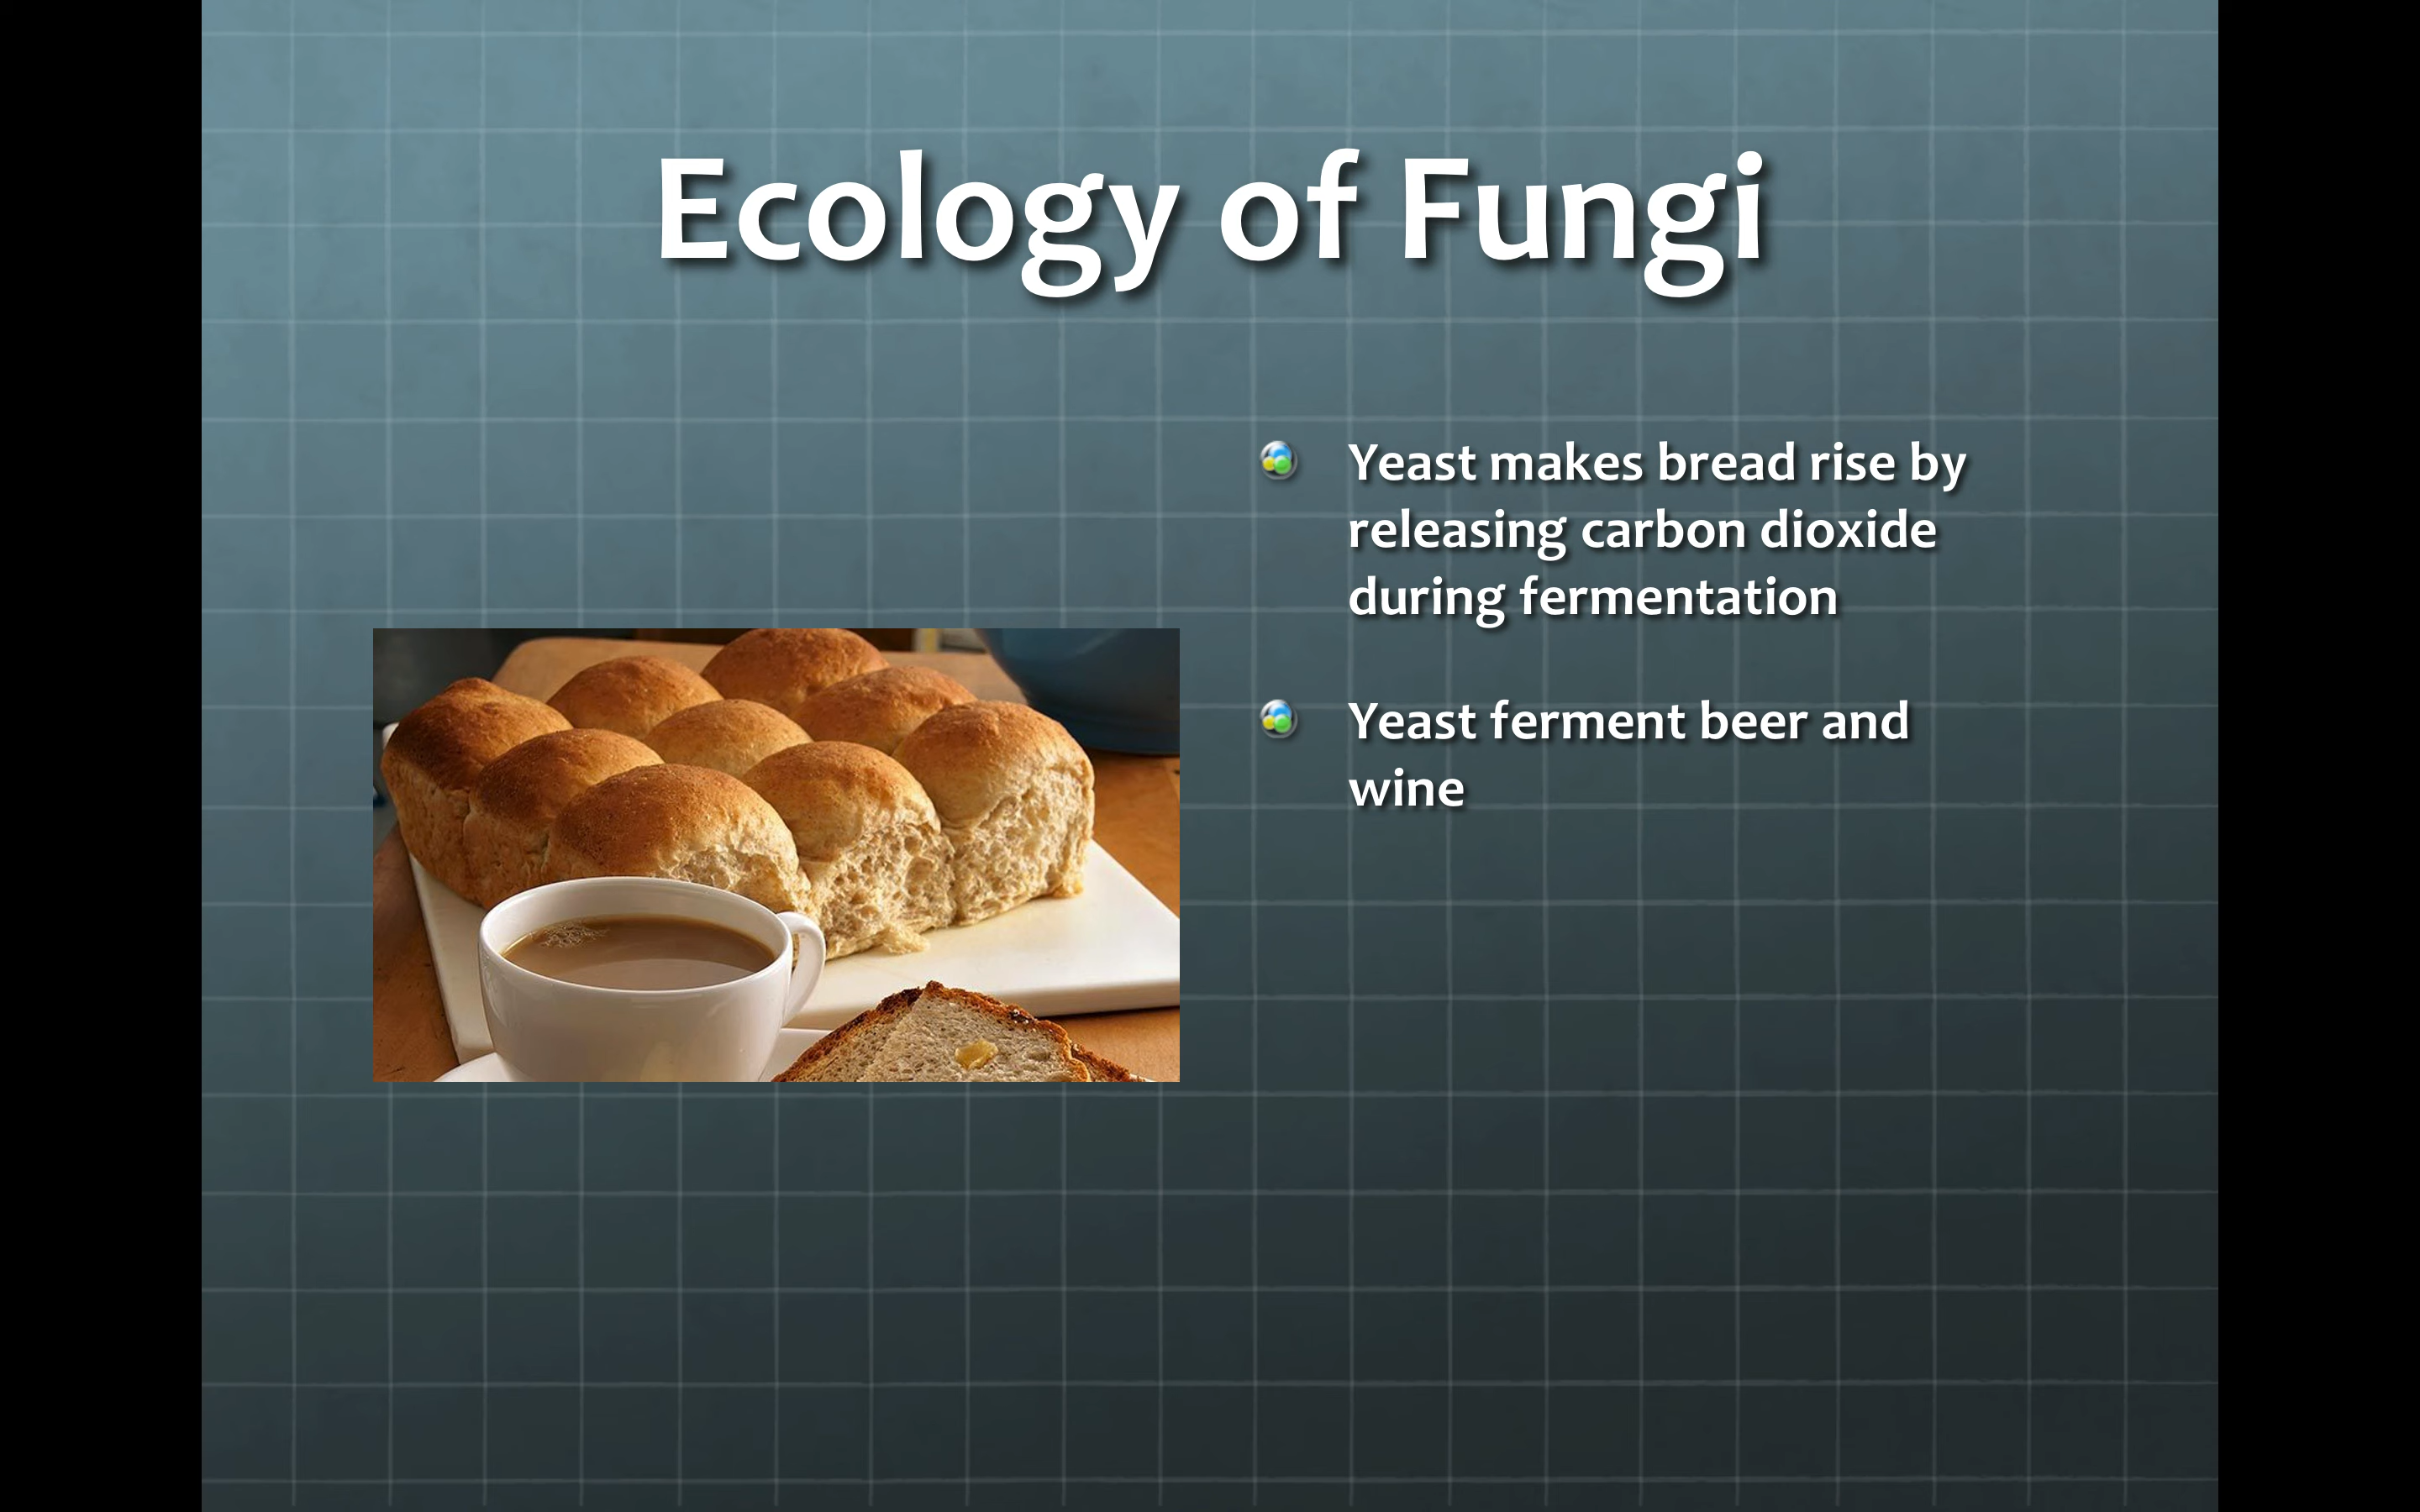 Ecology of Fungi
Yeast makes bread rise by
releasing carbon dioxide
during fermentation
Yeast ferment beer and
wine